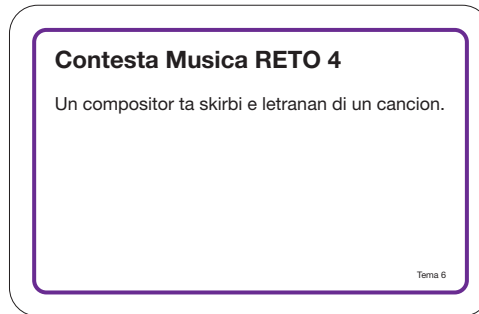 Contesta Musica RETO 4
Un compositor ta skirbi e letranan di un cancion.
Tema 6